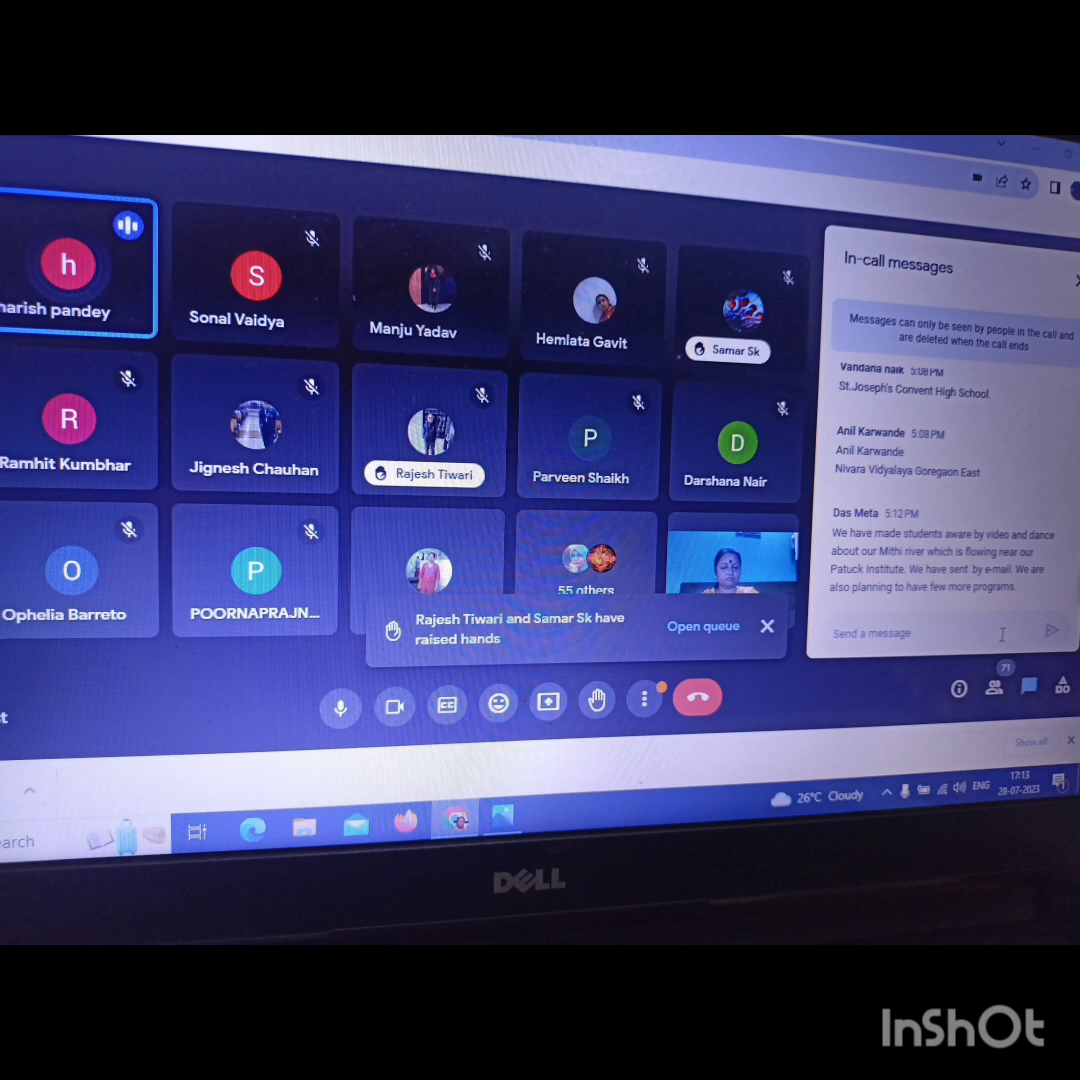 h
harish pandey
S
Sonal Vaidya
Manju Yadav
Hemlata Gavit
Samar Sk
R
Ramhit Kumbhar
Jignesh Chauhan
Rajesh Tiwari
P
Parveen Shaikh
D
Darshana Nair
O
Ophelia Barreto
P
POORNAPRAJN...
55 others
Rajesh Tiwari and Samar Sk have
raised hands
Open queue
In-call messages
Messages can only be seen by people in the call and
are deleted when the call ends
Vandana naik 5:08 PM
St.Joseph's Convent High School.
Anil Karwande 5:08 PM
Anil Karwande
Nivara Vidyalaya Goregaon East
Das Meta 5:12 PM
We have made students aware by video and dance
about our Mithi river which is flowing near our
Patuck Institute. We have sent by e-mail. We are
also planning to have few more programs.
Send a message
71
CC
st
Show all
earch
26°C Cloudy
ENG
17:13
28-07-2023
1
DELL
InShOt